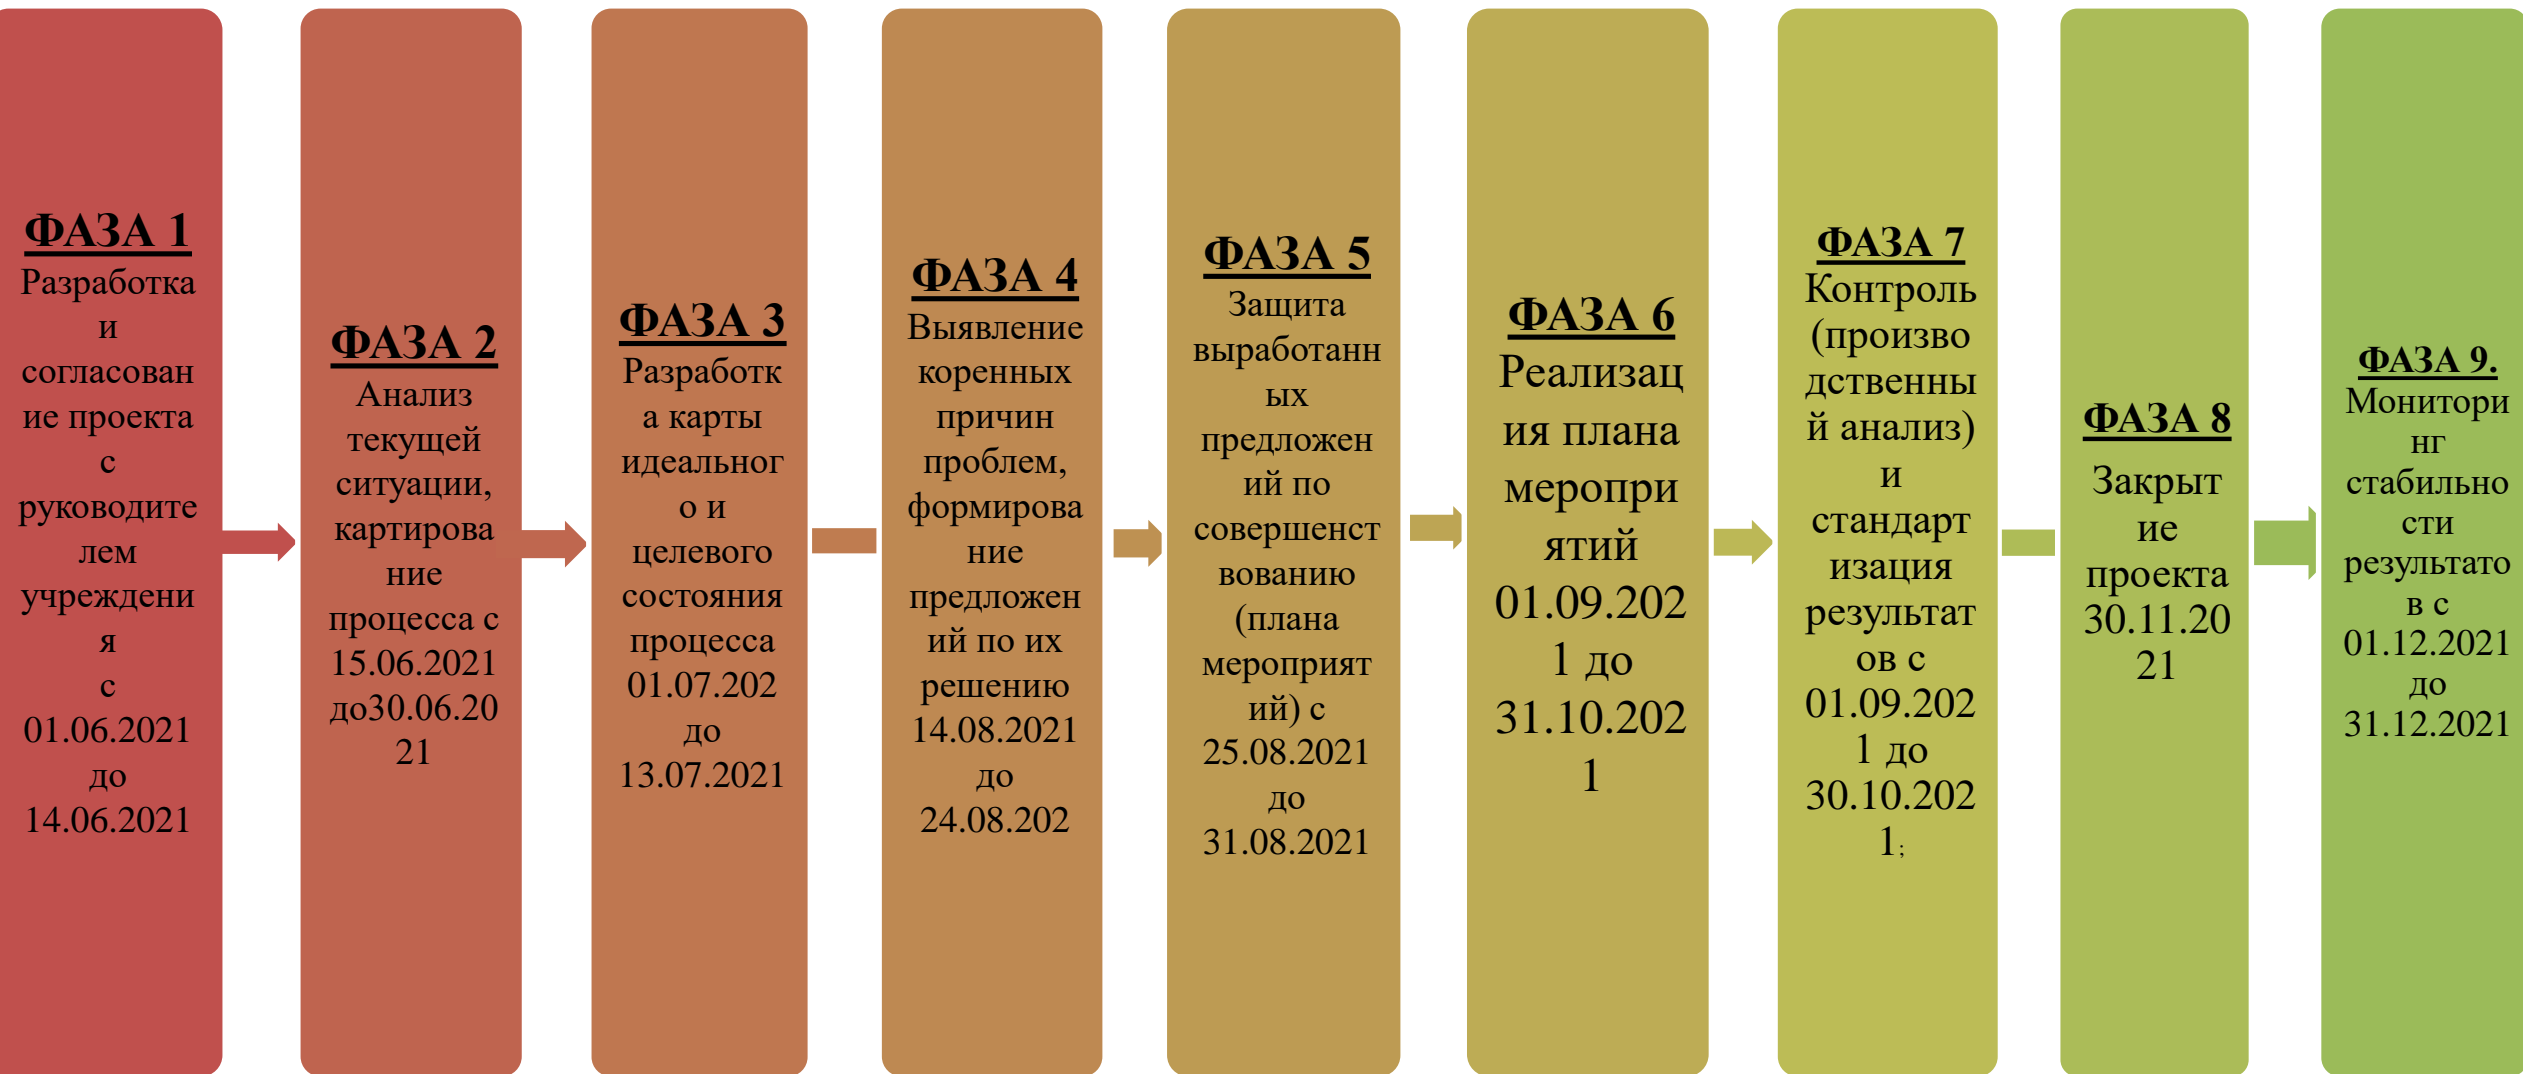 ФАЗА 1
Разработка
и
согласован
ие проекта
с
руководите
лем
учреждени
я
с
01.06.2021
до
14.06.2021
ФАЗА 2
Анализ
текущей
ситуации,
картирова
ние
процесса с
15.06.2021
до30.06.20
21
ФАЗА 3
Разработк
а карты
идеальног
о и
целевого
состояния
процесса
01.07.202
до
13.07.2021
ФАЗА 4
Выявление
коренных
причин
проблем,
формирова
ние
предложен
ий по их
решению
14.08.2021
до
24.08.202
ФАЗА 5
Защита
выработанн
ых
предложен
ий по
совершенст
вованию
(плана
мероприят
ий) с
25.08.2021
до
31.08.2021
ФАЗА 6
Реализац
ия плана
меропри
ятий
01.09.202
1 до
31.10.202
1
ФАЗА 7
Контроль
(произво
дственны
й анализ)
и
стандарт
изация
результат
ов с
01.09.202
1 до
30.10.202
1;
ФАЗА 8
Закрыт
ие
проекта
30.11.20
21
ФАЗА 9.
Монитори
нг
стабильно
сти
результато
в с
01.12.2021
до
31.12.2021